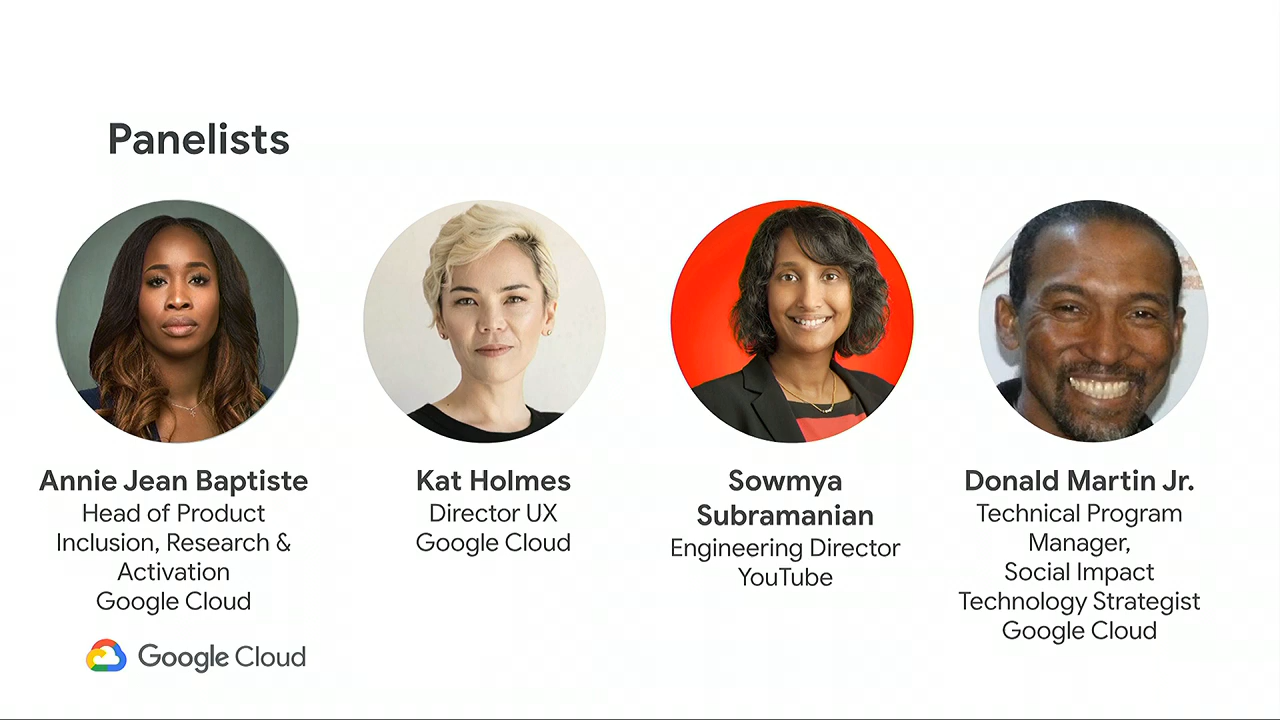 Panelists
Annie Jean Baptiste
Head of Product
Inclusion, Research &
Activation
Google Cloud
Kat Holmes
Director UX
Google Cloud
Sowmya
Subramanian
Engineering Director
YouTube
Donald Martin Jr.
Technical Program
Manager,
Social Impact
Technology Strategist
Google Cloud
Google Cloud